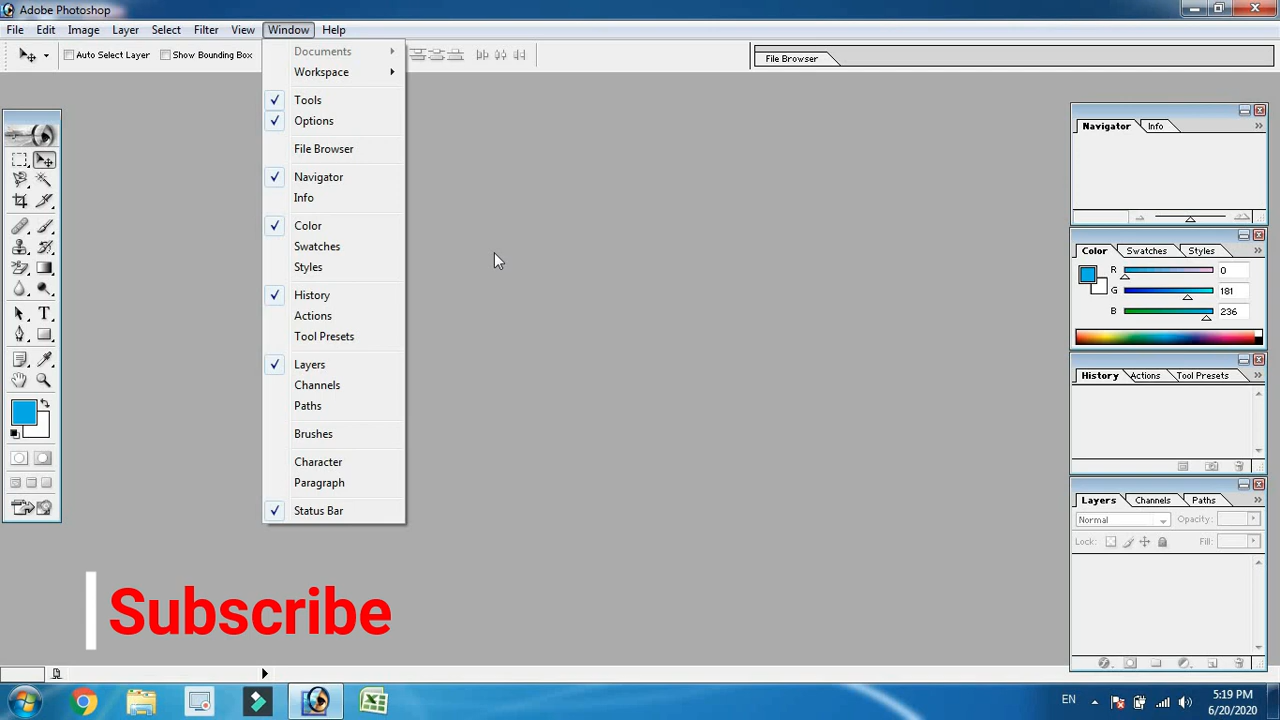 Adobe Photoshop
File Edit Image Layer Select Filter View Window Help
Auto Select Layer Show Bounding Box File Browser
Documents
Workspace
Tools
Options
File Browser
Navigator
Info
Color
Swatches
Styles
History
Actions
Tool Presets
Layers
Channels
Paths
Brushes
Character
Paragraph
Status Bar
Navigator Info
Color Swatches Styles
R 0
G 181
B 236
History Actions Tool Presets
Layers Channels Paths
Normal Opacity:
Lock: Fill:
Subscribe
EN 5:19 PM
6/20/2020